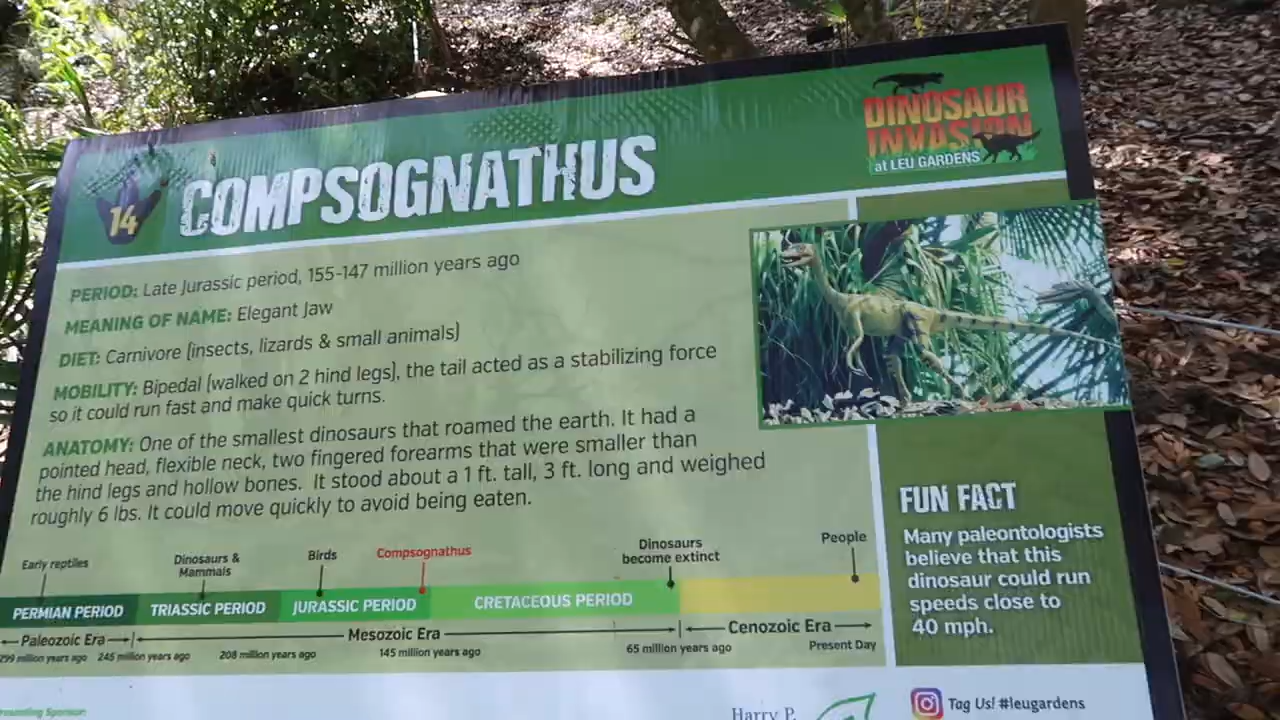 14
COMPSOGNATHUS
DINOSAUR
INVASION
at LEU GARDENS
PERIOD: Late Jurassic period, 155-147 million years ago
MEANING OF NAME: Elegant Jaw
DIET: Carnivore (insects, lizards & small animals)
MOBILITY: Bipedal (walked on 2 hind legs), the tail acted as a stabilizing force
so it could run fast and make quick turns.
ANATOMY: One of the smallest dinosaurs that roamed the earth. It had a
pointed head, flexible neck, two fingered forearms that were smaller than
the hind legs and hollow bones. It stood about a 1 ft. tall, 3 ft. long and weighed
roughly 6 lbs. It could move quickly to avoid being eaten.
FUN FACT
Many paleontologists
believe that this
dinosaur could run
speeds close to
40 mph.
Early reptiles
Dinosaurs &
Mammals
Birds
Compsognathus
Dinosaurs
become extinct
People
PERMIAN PERIOD
TRIASSIC PERIOD
JURASSIC PERIOD
CRETACEOUS PERIOD
Paleozoic Era
Mesozoic Era
Cenozoic Era
299 million years ago
245 million years ago
208 million years ago
145 million years ago
65 million years ago
Present Day
Sponsor:
Harry P.
Tag Us! #leugardens